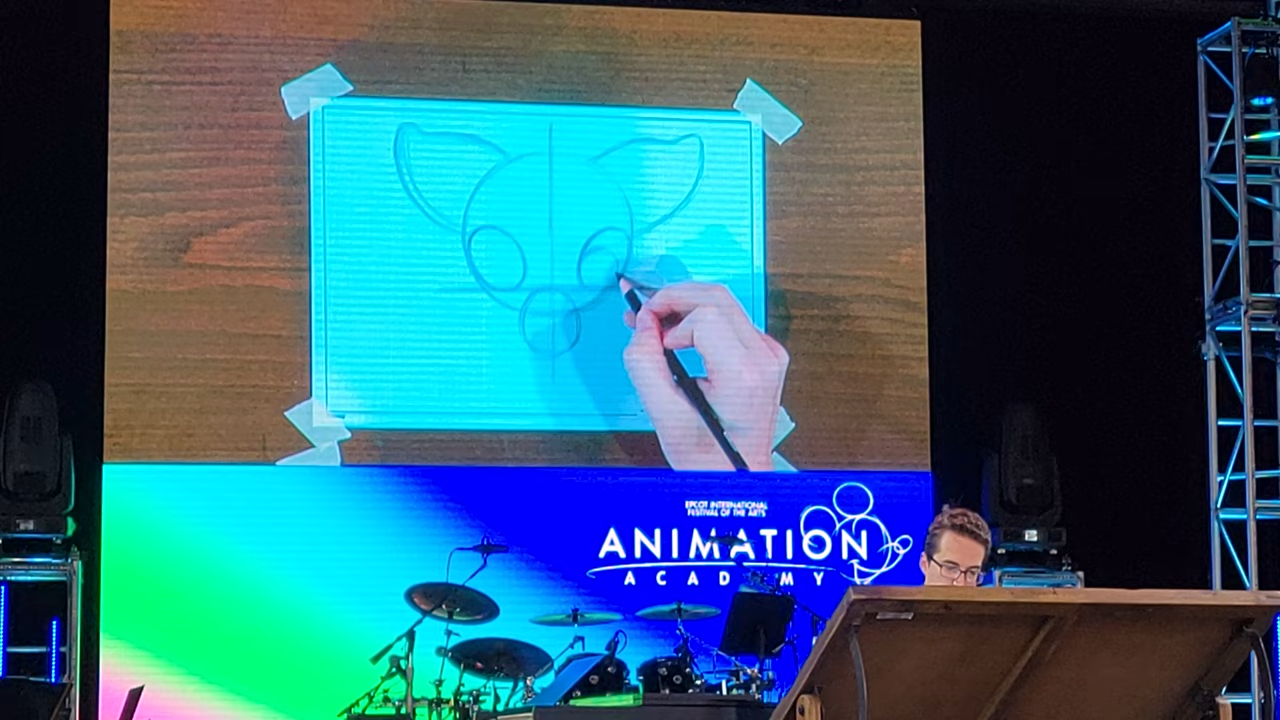 EPCOT INTERNATIONAL
FESTIVAL OF THE ARTS
ANIMATION
ACADEMY